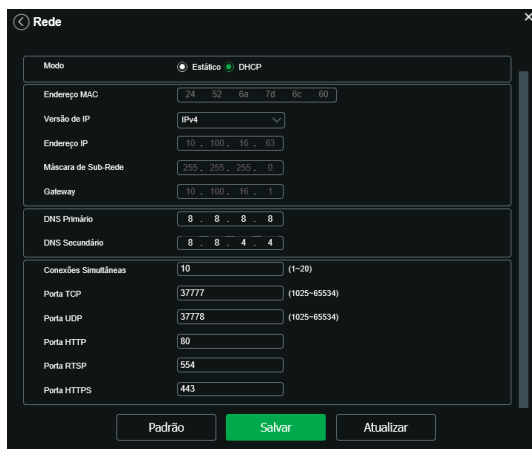 Rede
Modo Estático DHCP
Endereço MAC 24 52 6a 7d 6c 60
Versão de IP IPv4
Endereço IP 10 . 100 . 16 . 63
Máscara de Sub-Rede 255 . 255 . 255 . 0
Gateway 10 . 100 . 16 . 1
DNS Primário 8 . 8 . 8 . 8
DNS Secundário 8 . 8 . 4 . 4
Conexões Simultâneas 10 (1~20)
Porta TCP 37777 (1025~65534)
Porta UDP 37778 (1025~65534)
Porta HTTP 80
Porta RTSP 554
Porta HTTPS 443
Padrão Salvar Atualizar